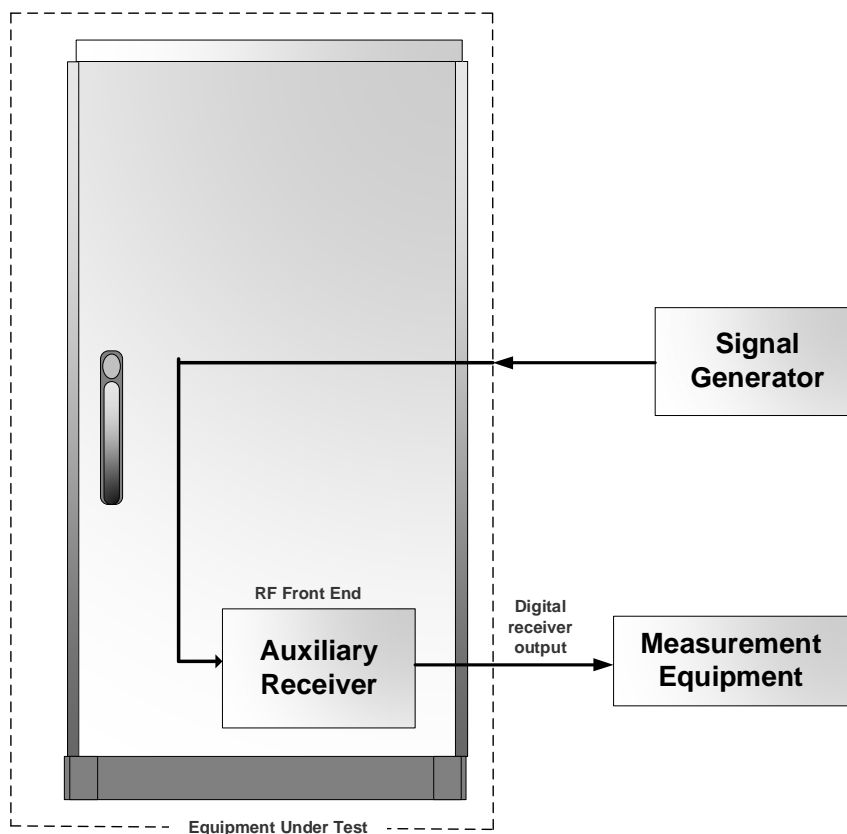 Signal
Generator
RF Front End
Auxiliary
Receiver
Digital
receiver
output
Measurement
Equipment
Equipment Under Test